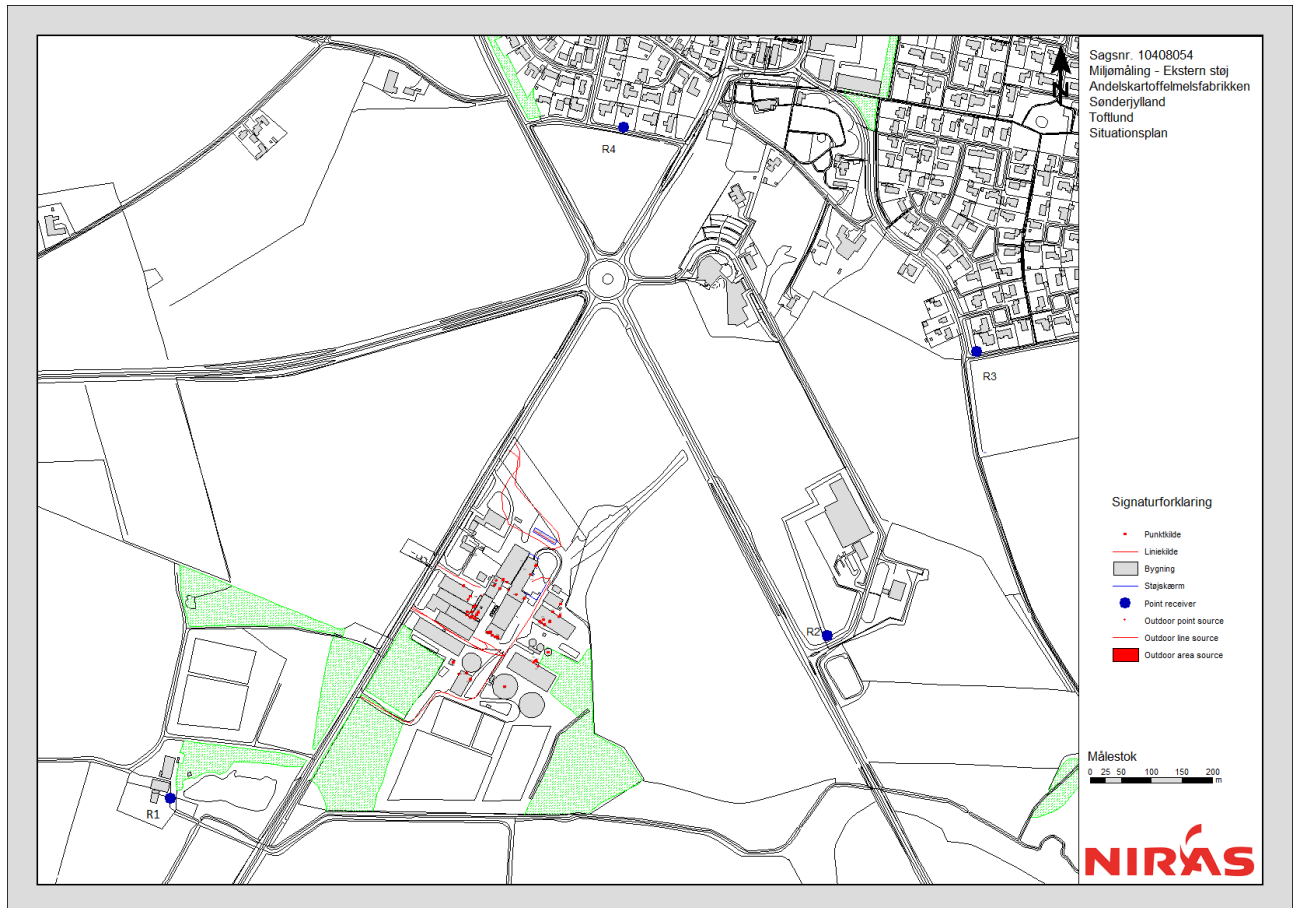 Sagsnr. 10408054
Miljømåling - Ekstern støj
Andelskartoffelmelsfabrikken
Sønderjylland
Toftlund
Situationsplan
R4
R3
R2
R1
Signaturforklaring
Punktkilde
Liniekilde
Bygning
Støjskærm
Point receiver
Outdoor point source
Outdoor line source
Outdoor area source
Målestok
0 25 50 100 150 200
m
NIRAS